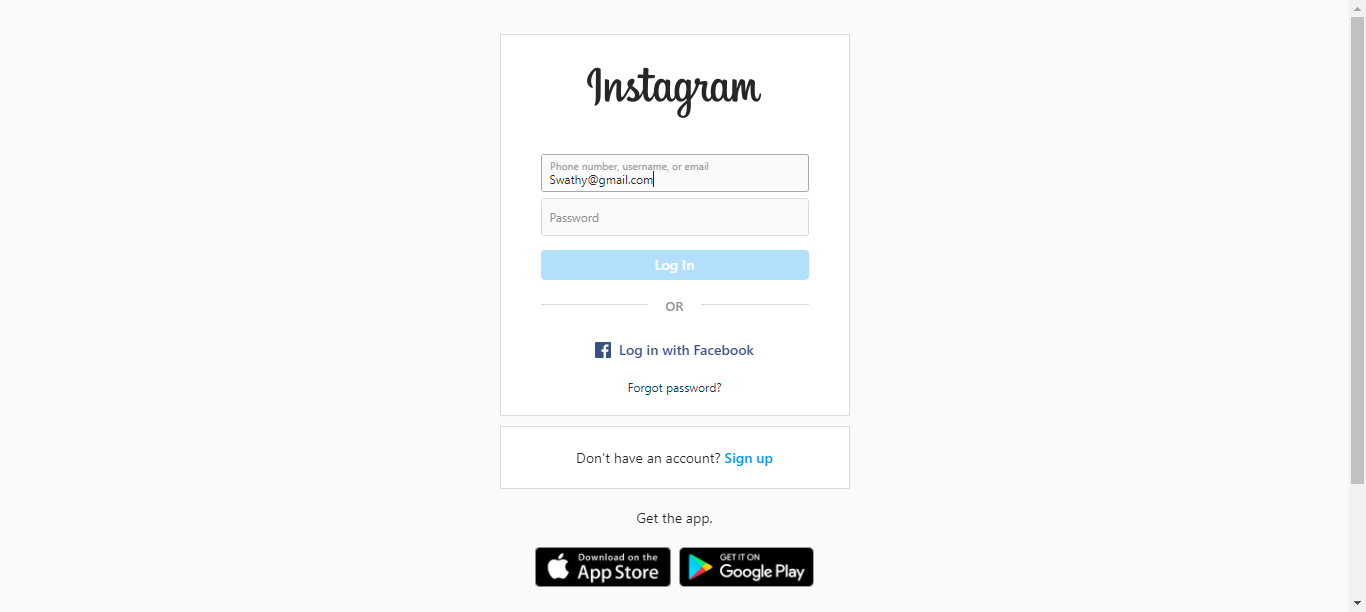 Instagram
Phone number, username, or email
Swathy@gmail.com
Password
Log In
OR
Log in with Facebook
Forgot password?
Don't have an account? Sign up
Get the app.
Download on the
App Store
GET IT ON
Google Play